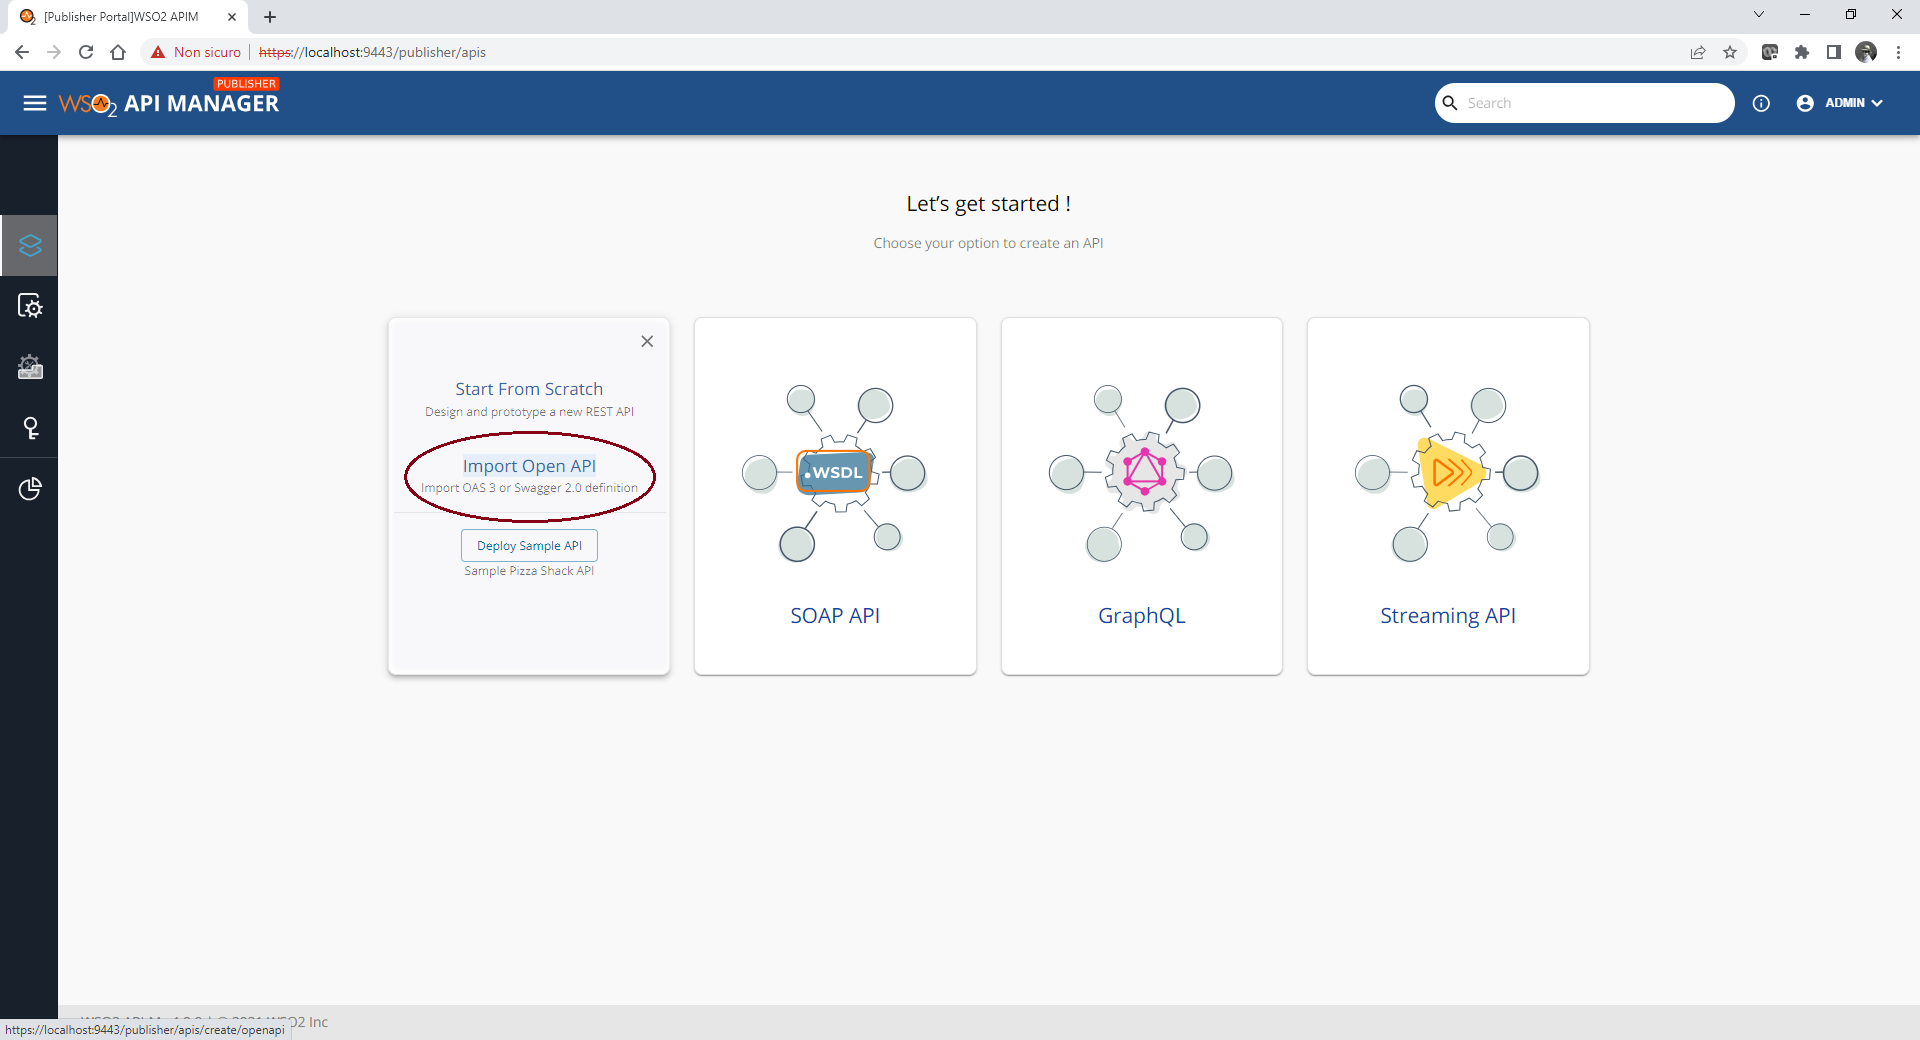 [Publisher Portal]WSO2 APIM
Non sicuro
https://localhost:9443/publisher/apis
PUBLISHER
WSO2 API MANAGER
Search
ADMIN
Let's get started !
Choose your option to create an API
Start From Scratch
Design and prototype a new REST API
Import Open API
Import OAS 3 or Swagger 2.0 definition
Deploy Sample API
Sample Pizza Shack API
.WSDL
SOAP API
GraphQL
Streaming API
2021 WSO2 Inc
https://localhost:9443/publisher/apis/create/openapi